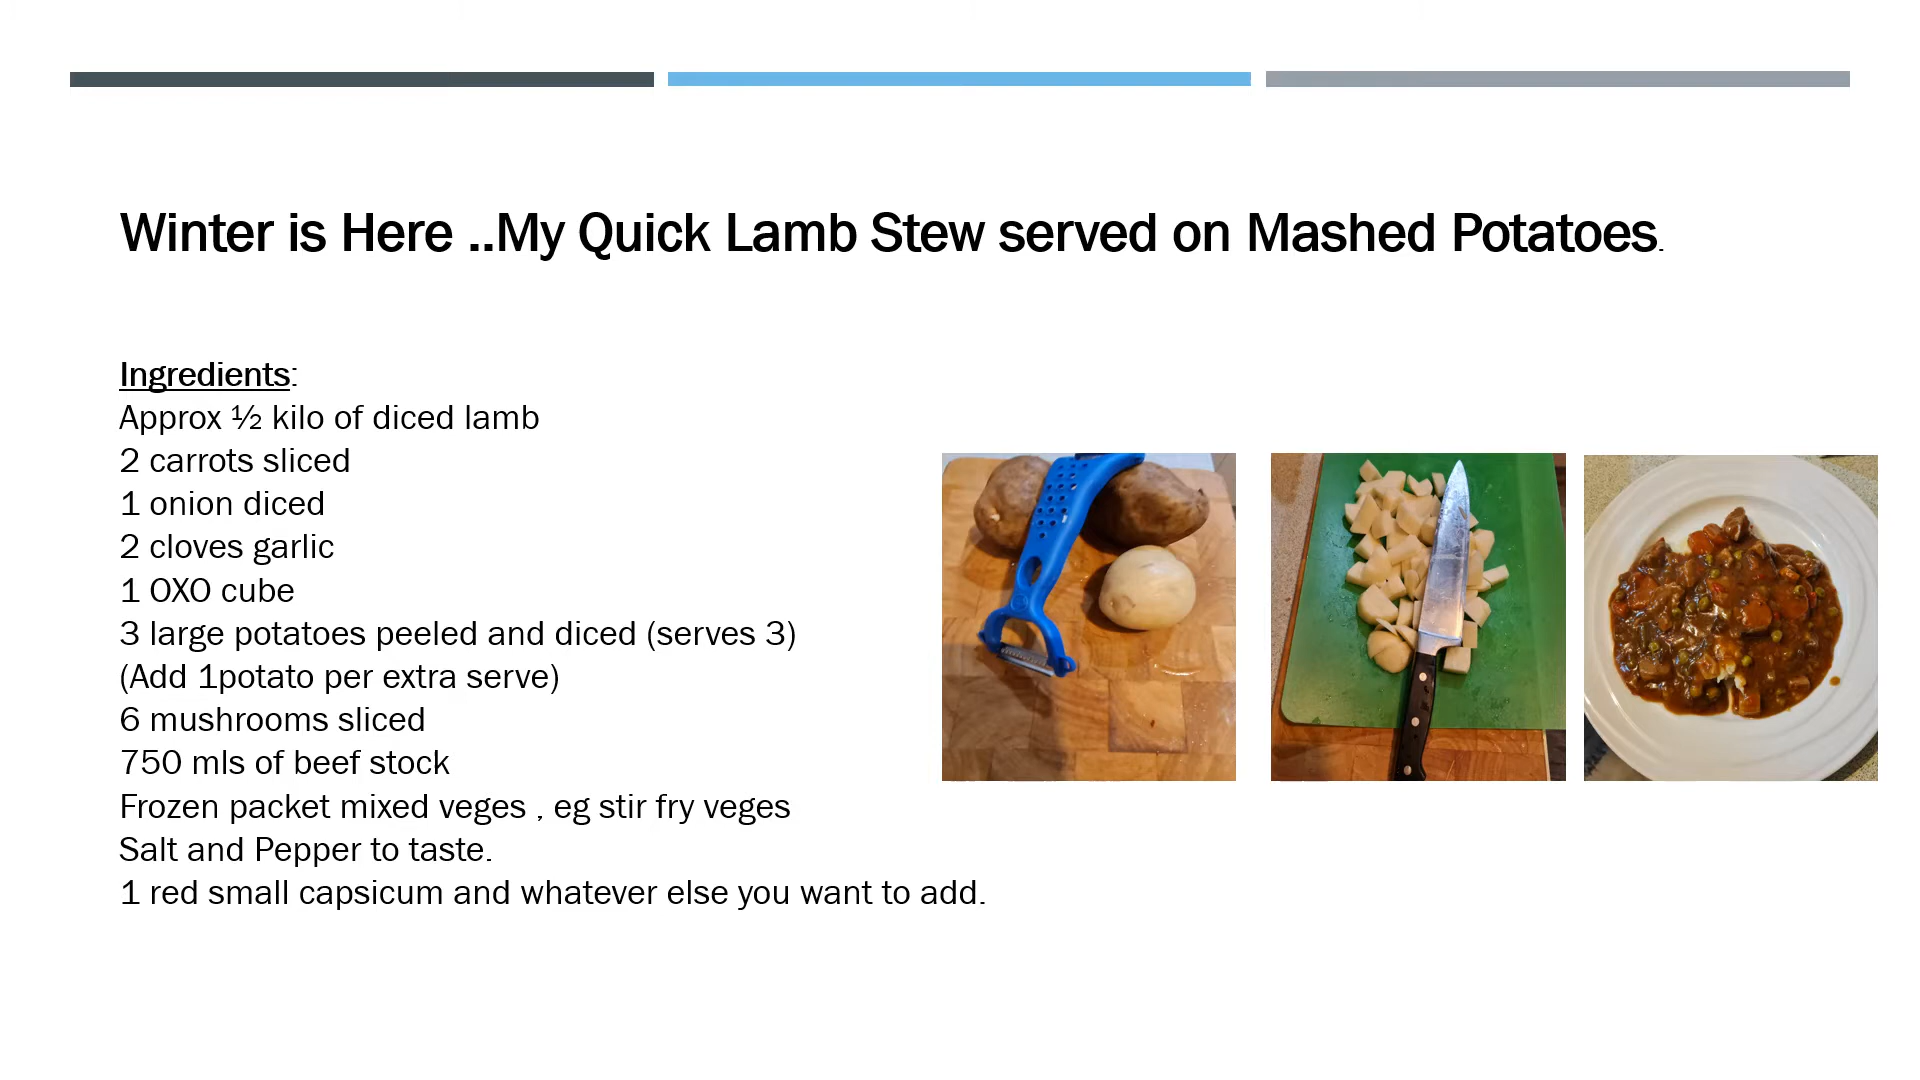 Winter is Here ..My Quick Lamb Stew served on Mashed Potatoes.
Ingredients:
Approx ½ kilo of diced lamb
2 carrots sliced
1 onion diced
2 cloves garlic
1 OXO cube
3 large potatoes peeled and diced (serves 3)
(Add 1potato per extra serve)
6 mushrooms sliced
750 mls of beef stock
Frozen packet mixed veges , eg stir fry veges
Salt and Pepper to taste.
1 red small capsicum and whatever else you want to add.